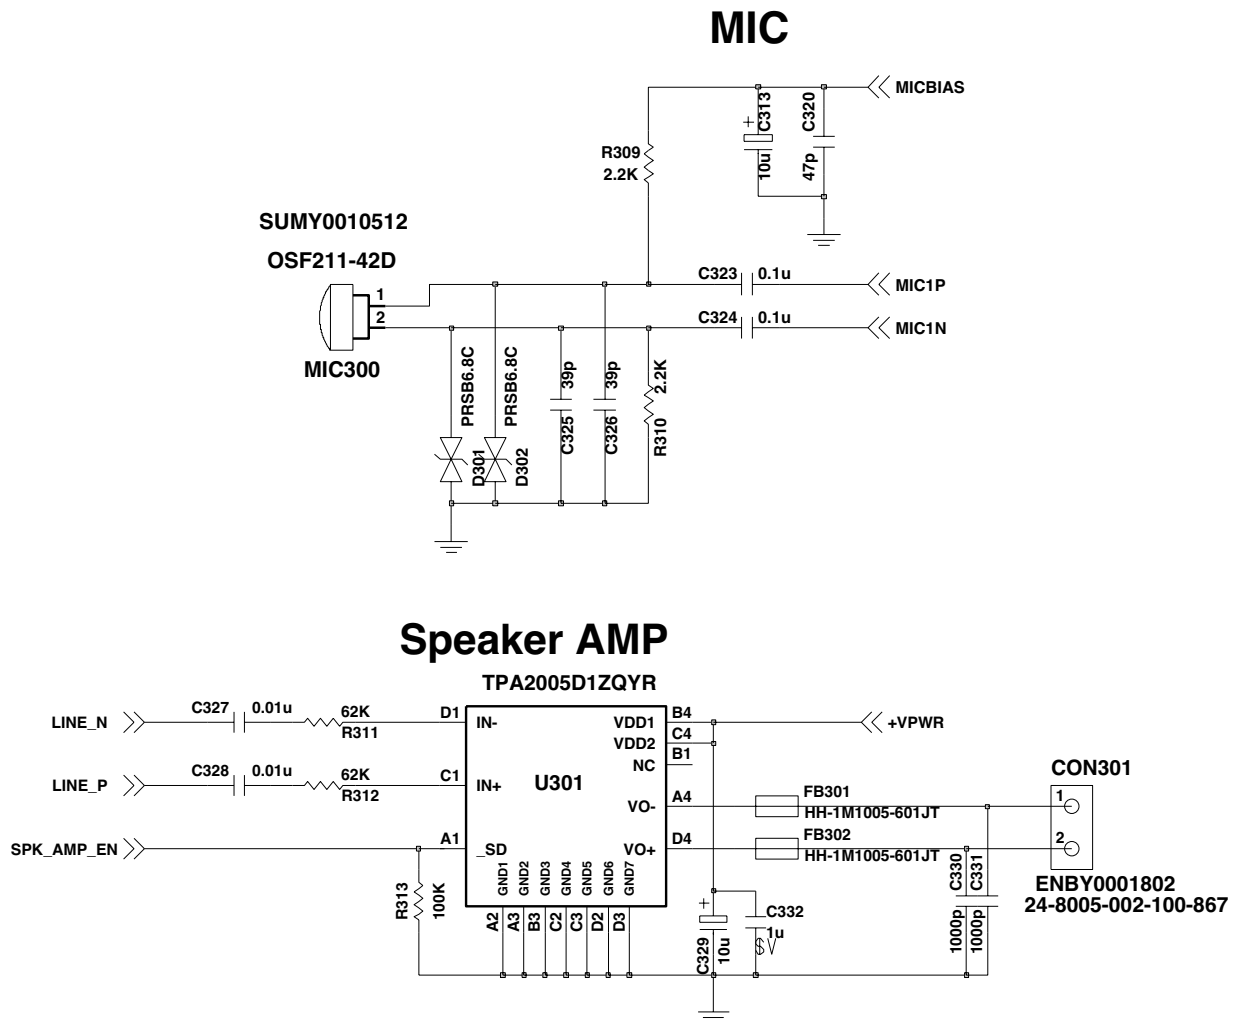 MIC
MICBIAS
C313
10u
C320
47p
+
R309
2.2K
SUMY0010512
OSF211-42D
1
2
MIC300
C323 0.1u
MIC1P
C324 0.1u
MIC1N
PRSB6.8C
D301
PRSB6.8C
D302
39p
C325
39p
C326
2.2K
R310
Speaker AMP
TPA2005D1ZQYR
LINE_N
C327 0.01u
62K
R311
D1
IN-
LINE_P
C328 0.01u
62K
R312
C1
IN+
SPK_AMP_EN
A1
_SD
U301
VDD1
B4
VDD2
C4
NC
B1
VO-
A4
VO+
D4
+VPWR
FB301
HH-1M1005-601JT
FB302
HH-1M1005-601JT
CON301
1
2
ENBY0001802
24-8005-002-100-867
GND1
GND2
GND3
GND4
GND5
GND6
GND7
A2
A3
B3
C2
C3
D2
D3
R313
100K
+
C329
10u
C332
1u
$V
C330
1000p
C331
1000p